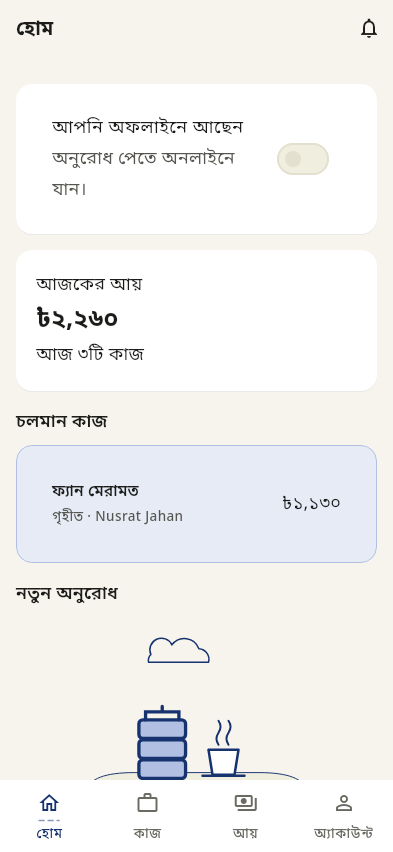 হোম
আপনি অফলাইনে আছেন
অনুরোধ পেতে অনলাইনে
যান।
আজকের আয়
৳২,২৬০
আজ ৩টি কাজ
চলমান কাজ
ফ্যান মেরামত
গৃহীত · Nusrat Jahan
৳১,১৩০
নতুন অনুরোধ
হোম
কাজ
আয়
অ্যাকাউন্ট